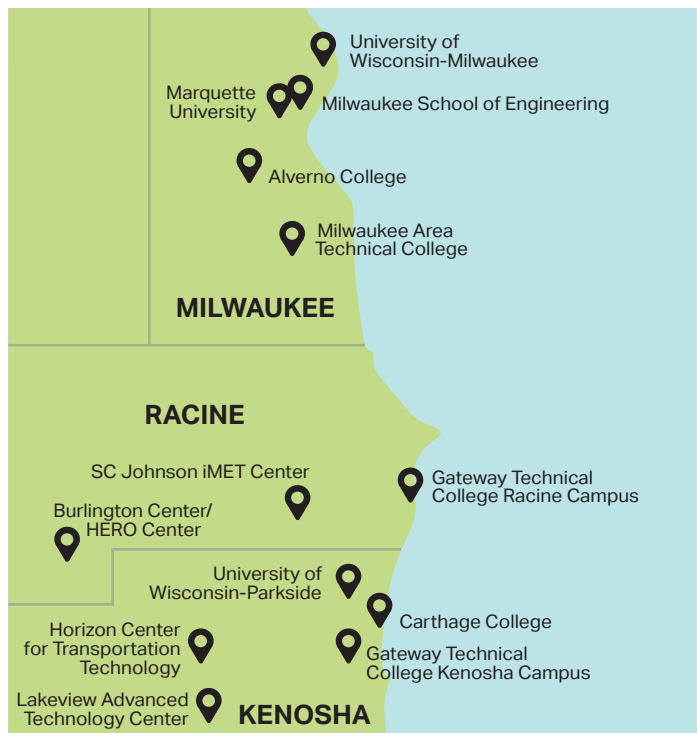 University of
Wisconsin-Milwaukee
Marquette
University
Milwaukee School of Engineering
Alverno College
Milwaukee Area
Technical College
MILWAUKEE
RACINE
SC Johnson iMET Center
Gateway Technical
College Racine Campus
Burlington Center/
HERO Center
University of
Wisconsin-Parkside
Carthage College
Horizon Center
for Transportation
Technology
Gateway Technical
College Kenosha Campus
Lakeview Advanced
Technology Center
KENOSHA